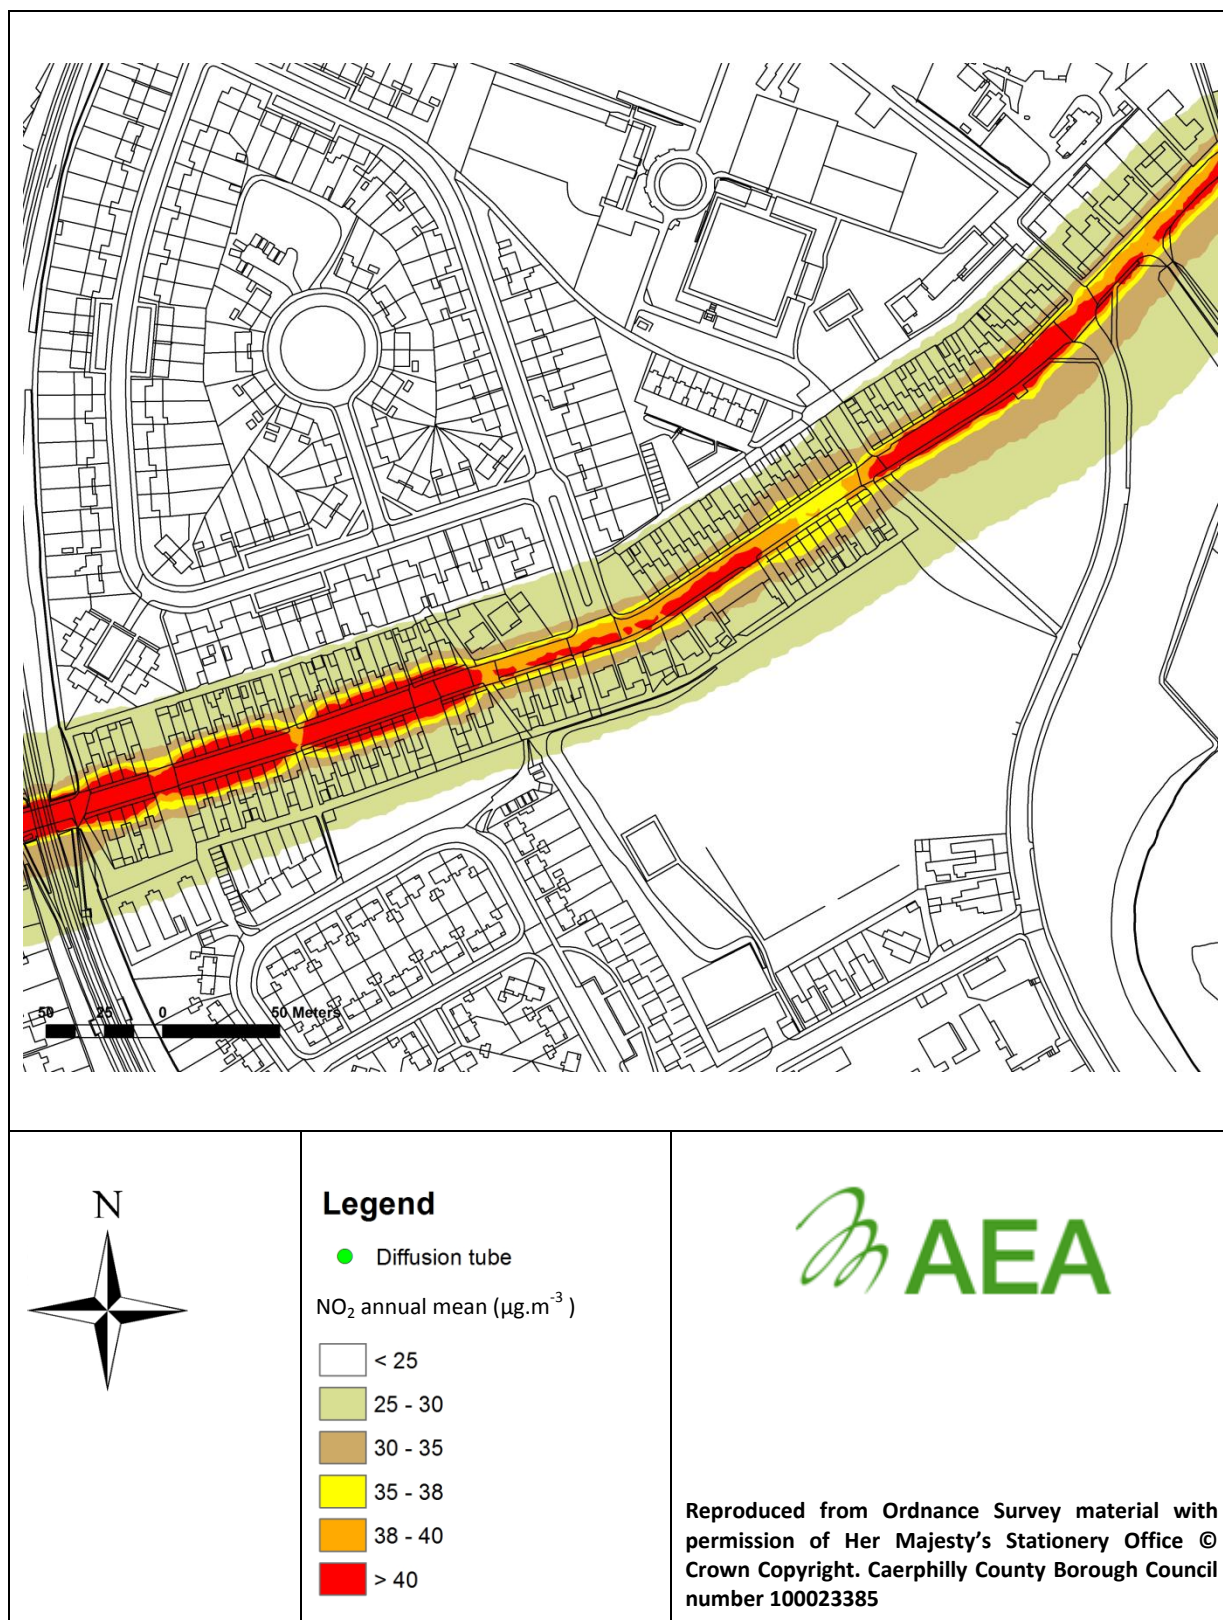 50 25 0 50 Meters
N
Legend
Diffusion tube
NO₂ annual mean (µg.m⁻³ )
< 25
25 - 30
30 - 35
35 - 38
38 - 40
> 40
AEA
Reproduced from Ordnance Survey material with
permission of Her Majesty's Stationery Office ©
Crown Copyright. Caerphilly County Borough Council
number 100023385